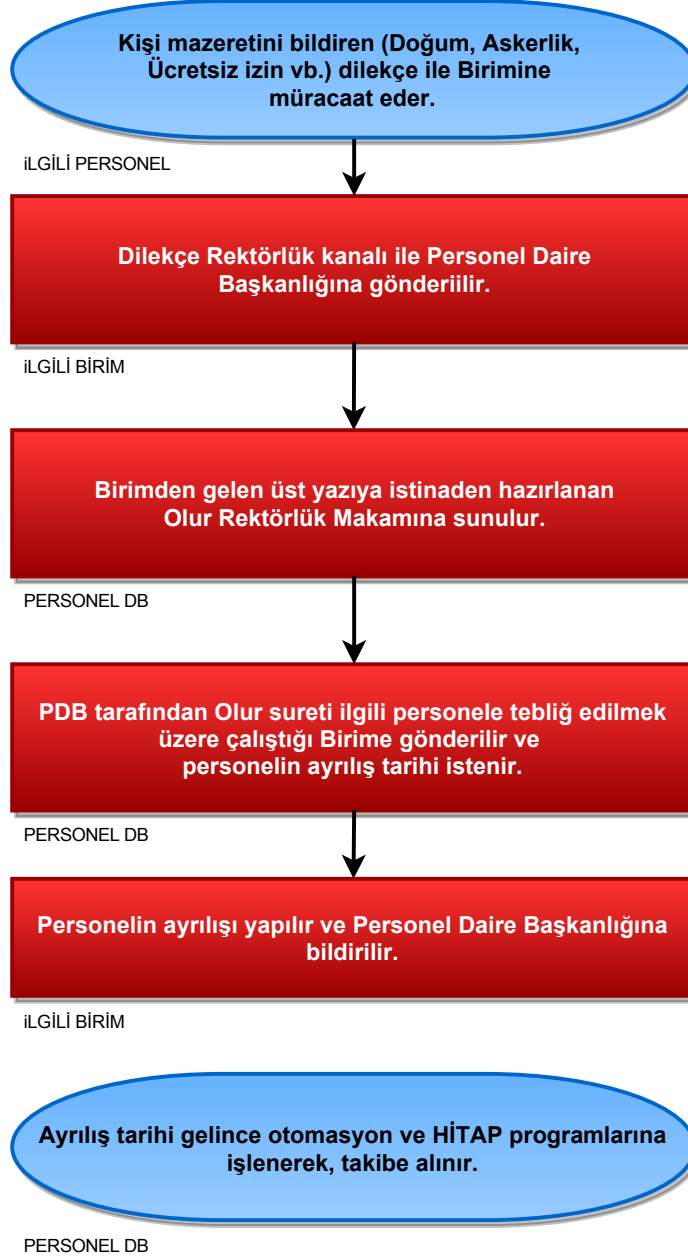 Kişi mazeretini bildiren (Doğum, Askerlik,
Ücretsiz izin vb.) dilekçe ile Birimine
müracaat eder.
iLGİLİ PERSONEL
Dilekçe Rektörlük kanalı ile Personel Daire
Başkanlığına gönderiilir.
iLGİLİ BİRİM
Birimden gelen üst yazıya istinaden hazırlanan
Olur Rektörlük Makamına sunulur.
PERSONEL DB
PDB tarafından Olur sureti ilgili personele tebliğ edilmek
üzere çalıştığı Birime gönderilir ve
personelin ayrılış tarihi istenir.
PERSONEL DB
Personelin ayrılışı yapılır ve Personel Daire Başkanlığına
bildirilir.
iLGİLİ BİRİM
Ayrılış tarihi gelince otomasyon ve HİTAP programlarına
işlenerek, takibe alınır.
PERSONEL DB